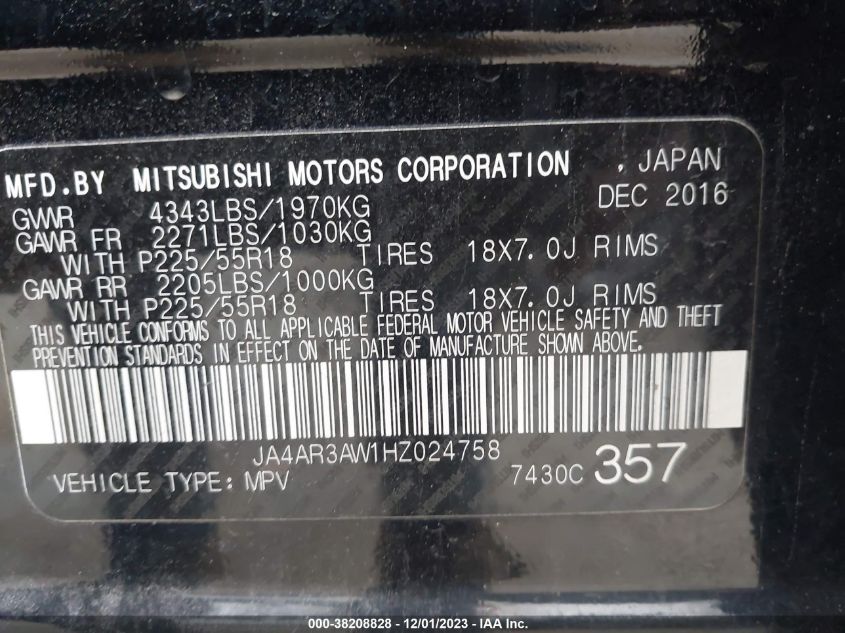 MFD.BY MITSUBISHI MOTORS CORPORATION , JAPAN
GWWR 4343LBS/1970KG DEC 2016
GAWR FR 2271LBS/1030KG
WITH P225/55R18 TIRES 18X7.0J RIMS
GAWR RR 2205LBS/1000KG
WITH P225/55R18 TIRES 18X7.0J RIMS
THIS VEHICLE CONFORMS TO ALL APPLICABLE FEDERAL MOTOR VEHICLE SAFETY AND THEFT
PREVENTION STANDARDS IN EFFECT ON THE DATE OF MANUFACTURE SHOWN ABOVE.
JA4AR3AW1HZ024758
VEHICLE TYPE: MPV 7430C 357
000-38208828 - 12/01/2023 - © IAA Inc.